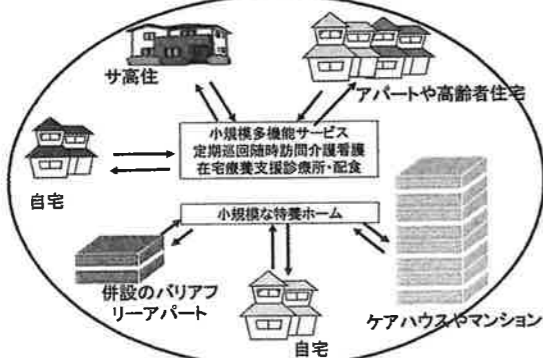 サ高住
アパートや高齢者住宅
小規模多機能サービス
定期巡回随時訪問介護看護
在宅療養支援診療所・配食
自宅
小規模な特養ホーム
併設のバリアフ
リーアパート
自宅
ケアハウスやマンション